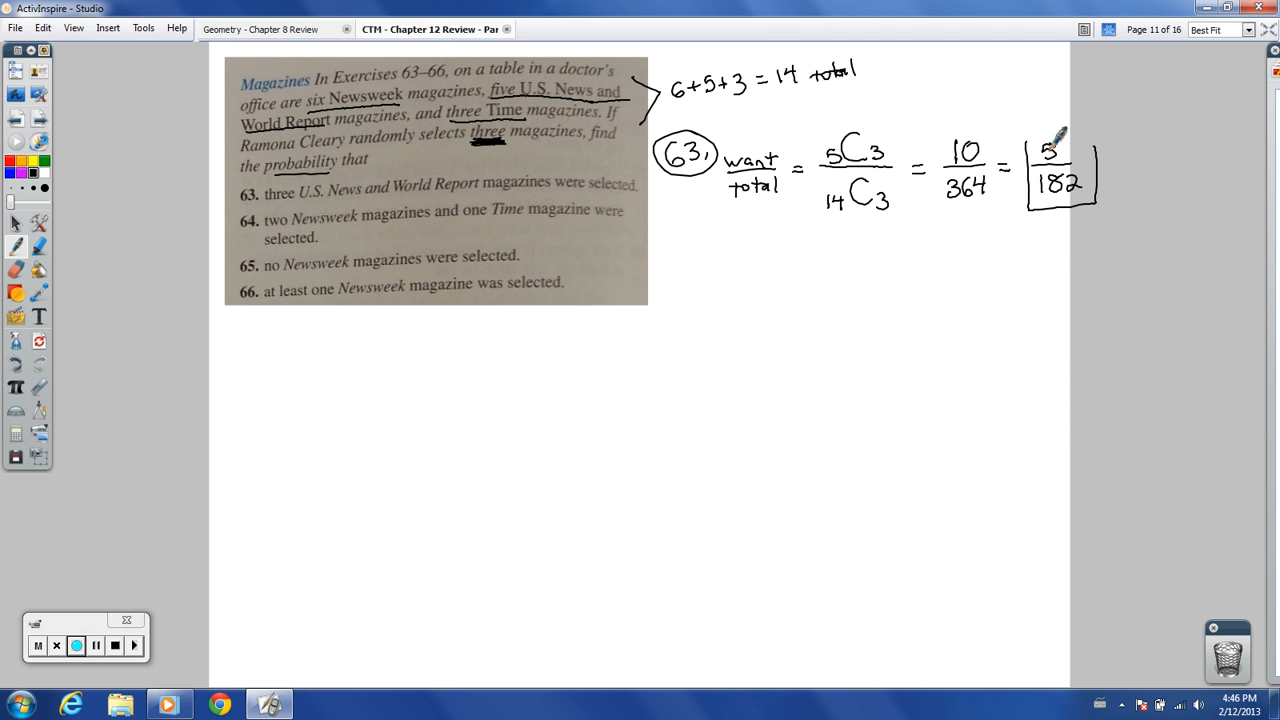 ActivInspire - Studio
File Edit View Insert Tools Help
Geometry - Chapter 8 Review
CTM - Chapter 12 Review - Par
Page 11 of 16
Best Fit
Magazines In Exercises 63–66, on a table in a doctor's
office are six Newsweek magazines, five U.S. News and
World Report magazines, and three Time magazines. If
Ramona Cleary randomly selects three magazines, find
the probability that
63. three U.S. News and World Report magazines were selected.
64. two Newsweek magazines and one Time magazine were
selected.
65. no Newsweek magazines were selected.
66. at least one Newsweek magazine was selected.
6+5+3 = 14 total
63. want/total = 5C3/14C3 = 10/364 = 5/182
M
4:46 PM
2/12/2013